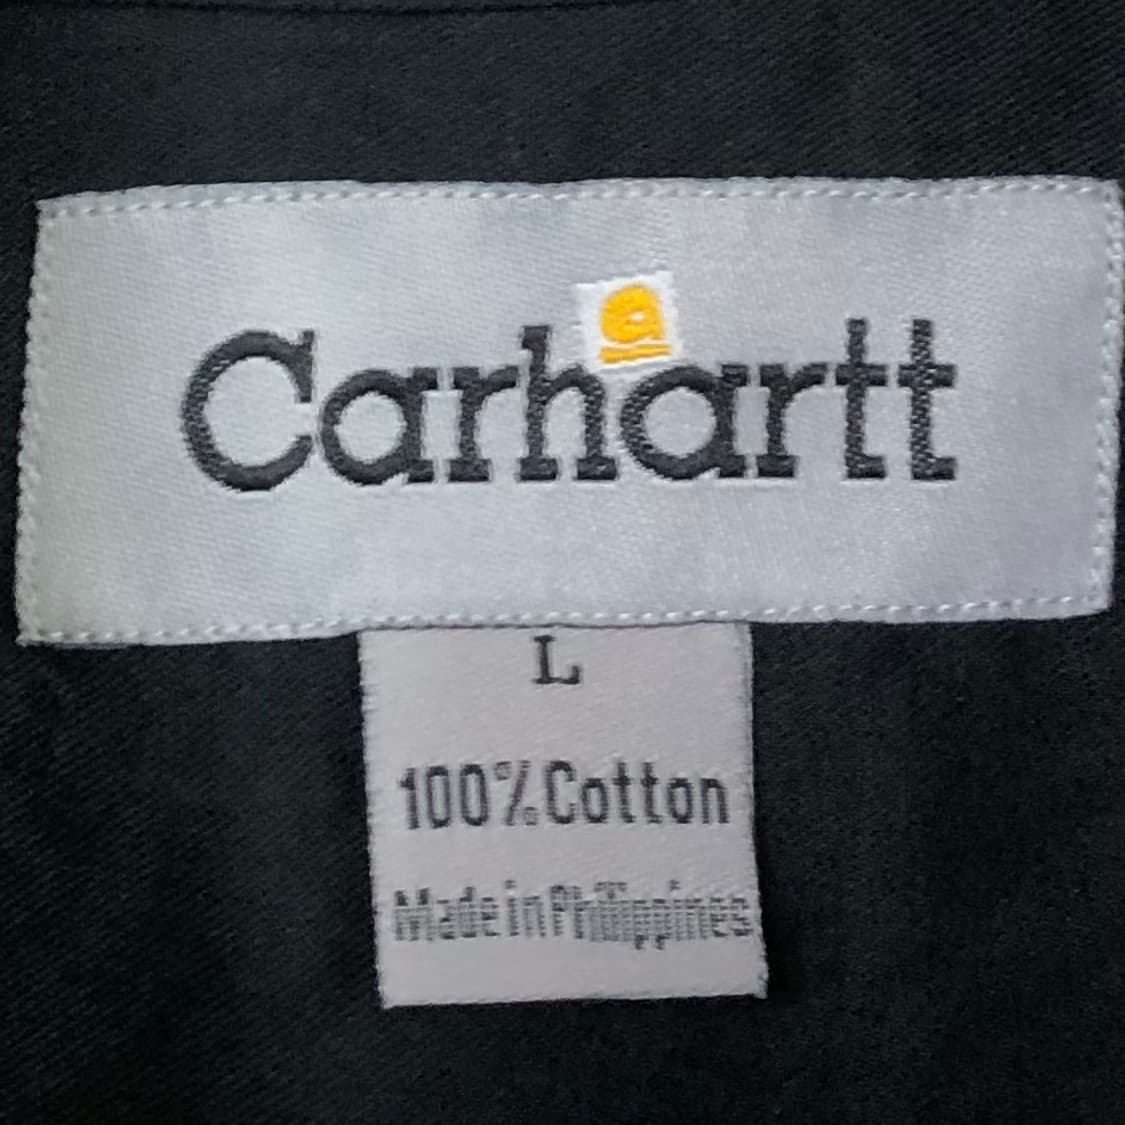 Carhartt
L
100% Cotton
Made in Philippines